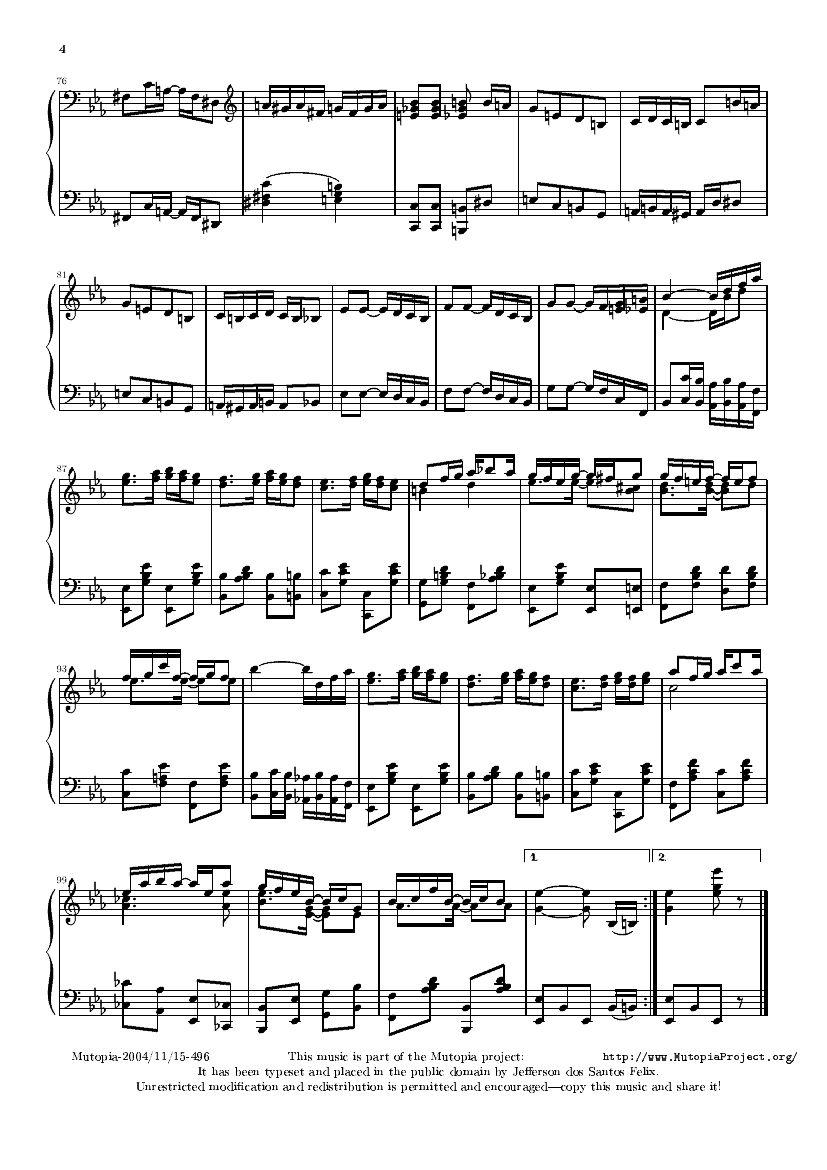 4
76
81
87
93
99
1.
2.
Mutopia-2004/11/15-496 This music is part of the Mutopia project: http://www.MutopiaProject.org/
It has been typeset and placed in the public domain by Jefferson dos Santos Felix.
Unrestricted modification and redistribution is permitted and encouraged—copy this music and share it!